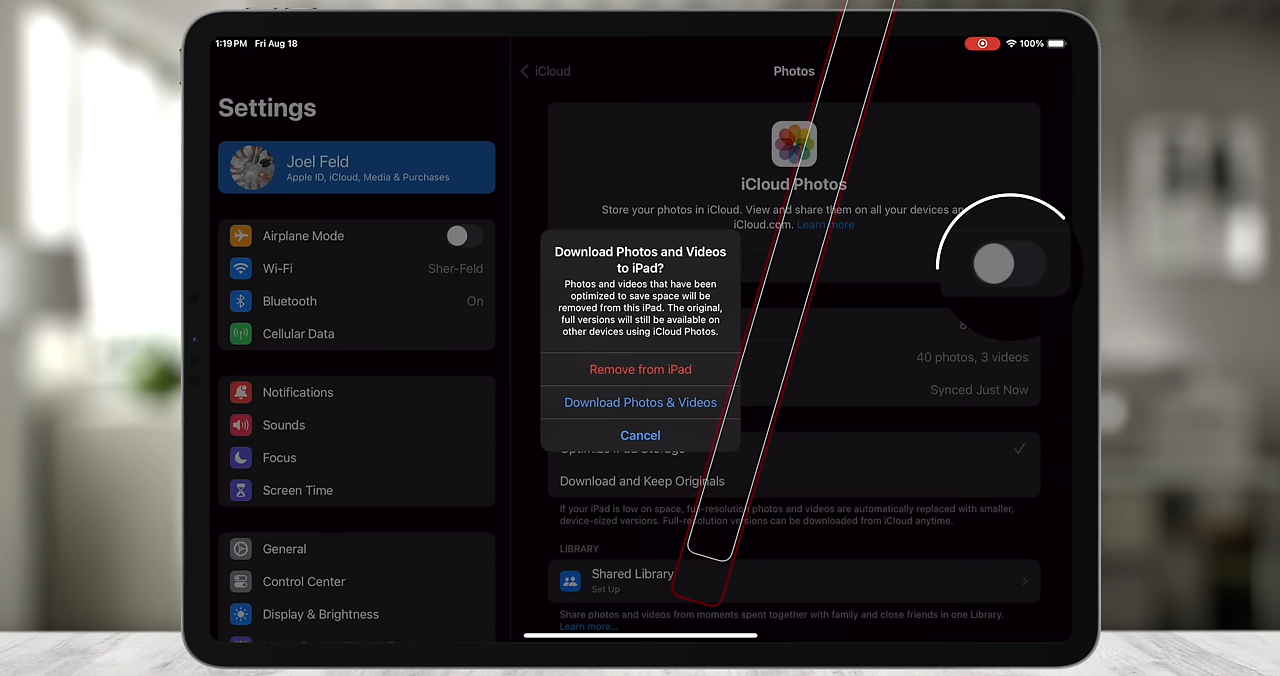 1:19 PM Fri Aug 18
100%
Settings
Joel Feld
Apple ID, iCloud, Media & Purchases
Airplane Mode
Wi-Fi
Sher-Feld
Bluetooth
On
Cellular Data
Notifications
Sounds
Focus
Screen Time
General
Control Center
Display & Brightness
iCloud
Photos
iCloud Photos
Store your photos in iCloud. View and share them on all your devices
iCloud.com. Learn more
40 photos, 3 videos
Synced Just Now
Download Photos and Videos
to iPad?
Photos and videos that have been
optimized to save space will be
removed from this iPad. The original,
full versions will still be available on
other devices using iCloud Photos.
Remove from iPad
Download Photos & Videos
Cancel
Optimize iPad Storage
Download and Keep Originals
If your iPad is low on space, full-resolution photos and videos are automatically replaced with smaller,
device-sized versions. Full-resolution versions can be downloaded from iCloud anytime.
LIBRARY
Shared Library
Set Up
Share photos and videos from moments spent together with family and close friends in one Library.
Learn more...